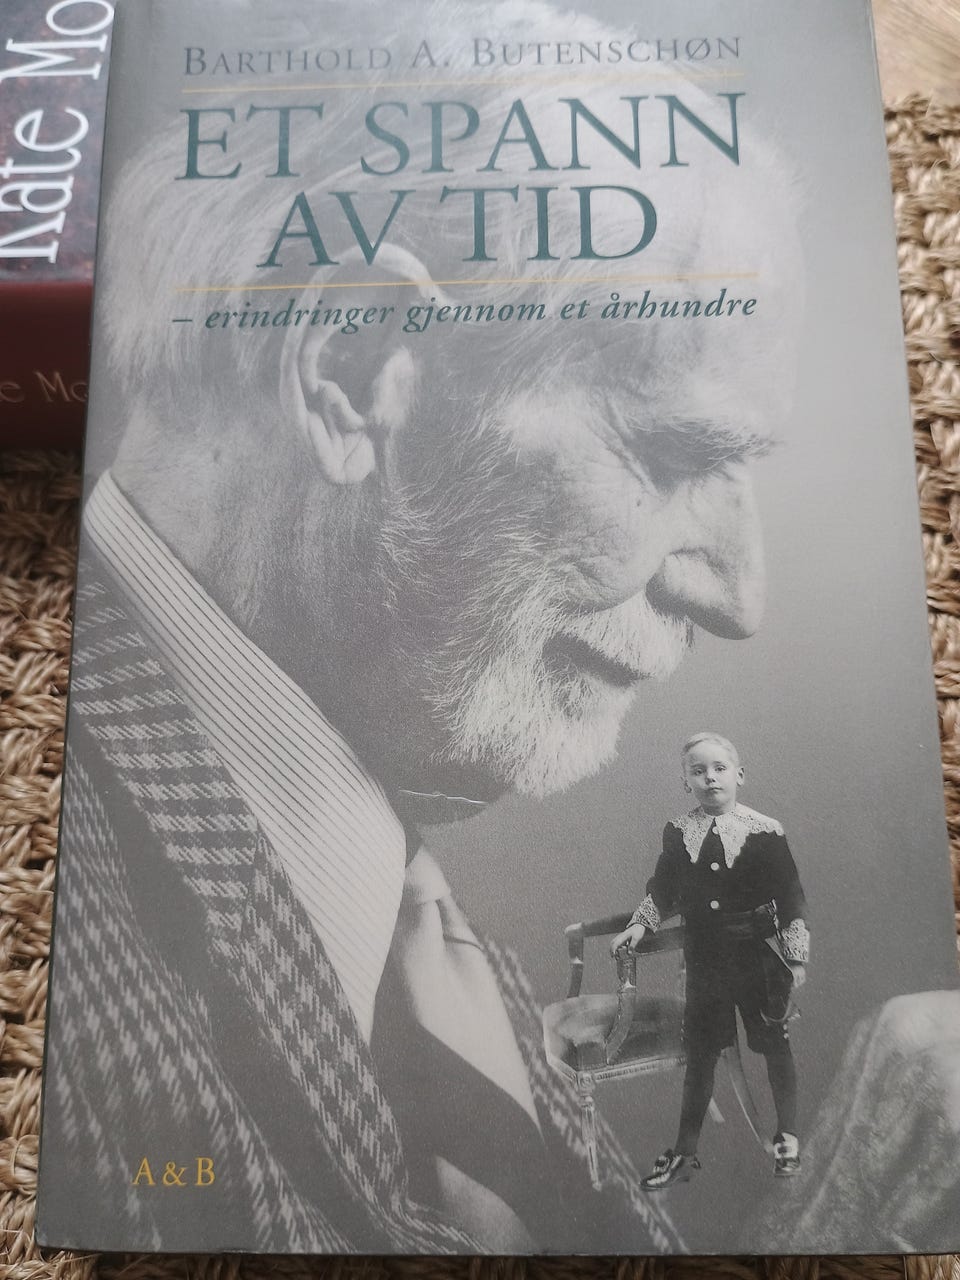 BARTHOLD A. BUTENSCHØN
ET SPANN
AV TID
– erindringer gjennom et århundre
A & B
Kate Mo
e Mo